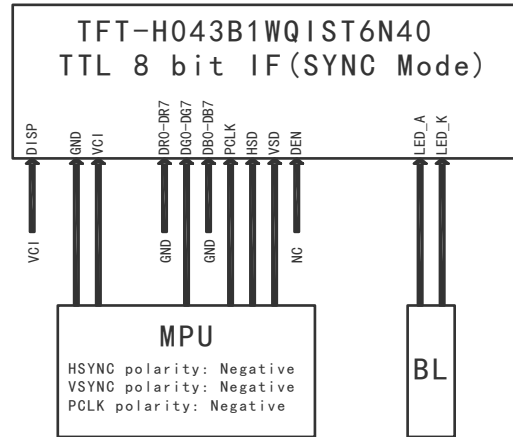 TFT-H043B1WQIST6N40
TTL 8 bit IF(SYNC Mode)
DISP
GND
VCI
DR0-DR7
DG0-DG7
DB0-DB7
PCLK
HSD
VSD
DEN
LED_A
LED_K
VCI
GND
GND
NC
MPU
HSYNC polarity: Negative
VSYNC polarity: Negative
PCLK polarity: Negative
BL